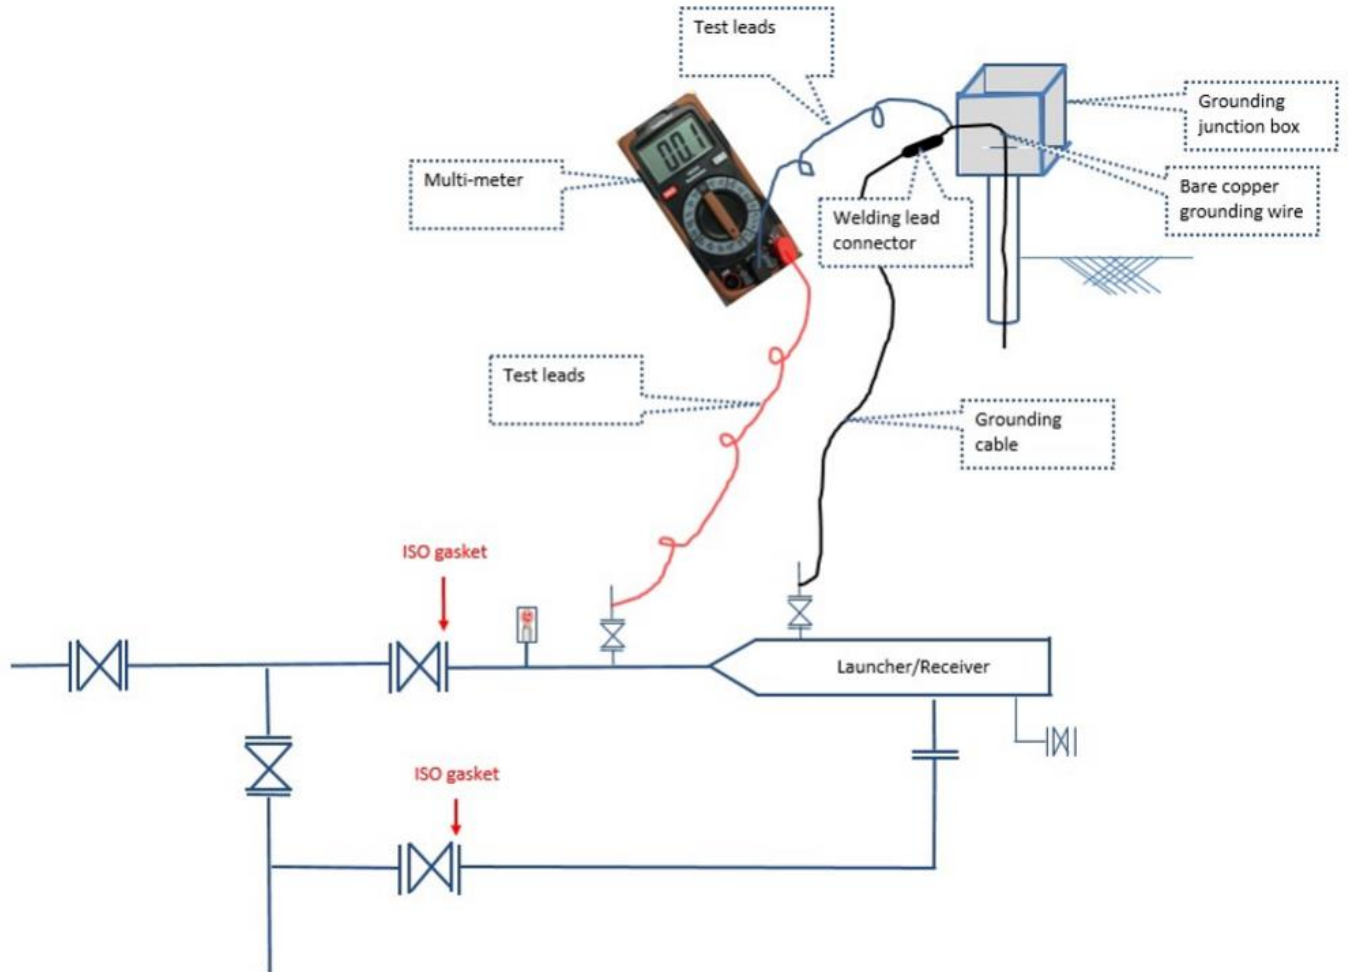 Test leads
Grounding
junction box
Multi-meter
001
Bare copper
grounding wire
Welding lead
connector
Test leads
Grounding
cable
ISO gasket
Launcher/Receiver
ISO gasket